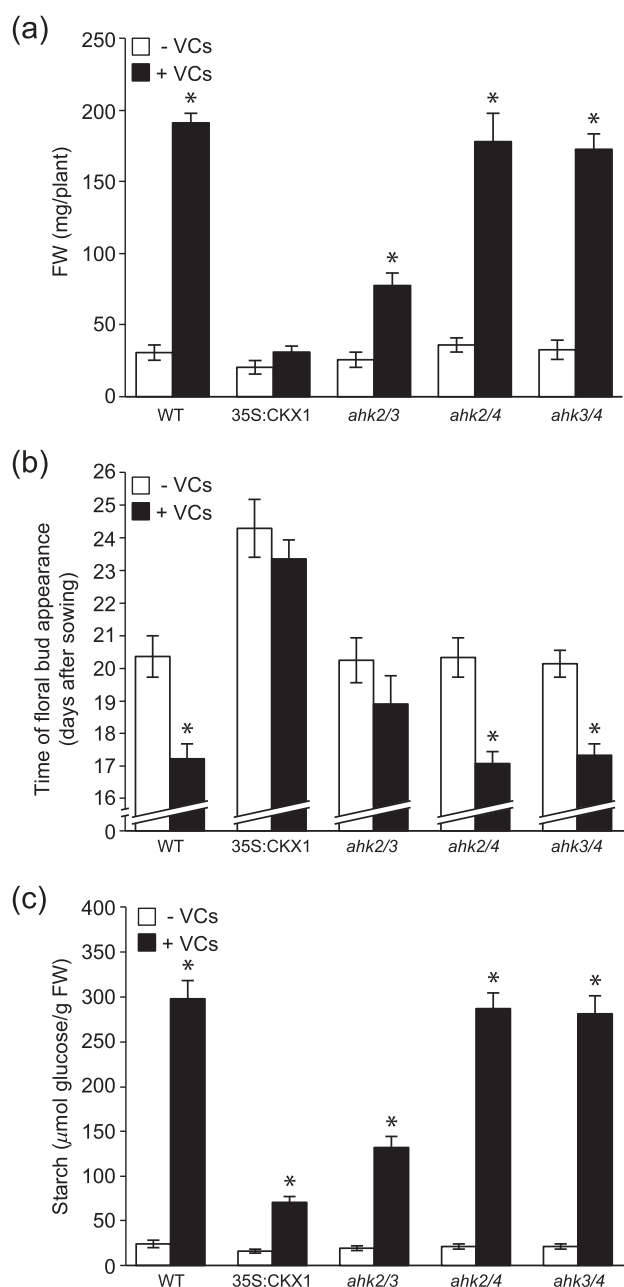 (a)
250
200
150
100
50
0
FW (mg/plant)
- VCs
+ VCs
*
*
*
*
WT
35S:CKX1
ahk2/3
ahk2/4
ahk3/4
(b)
26
25
24
23
22
21
20
19
18
17
16
0
Time of floral bud appearance
(days after sowing)
- VCs
+ VCs
*
*
*
WT
35S:CKX1
ahk2/3
ahk2/4
ahk3/4
(c)
400
350
300
250
200
150
100
50
0
Starch (µmol glucose/g FW)
- VCs
+ VCs
*
*
*
*
*
WT
35S:CKX1
ahk2/3
ahk2/4
ahk3/4